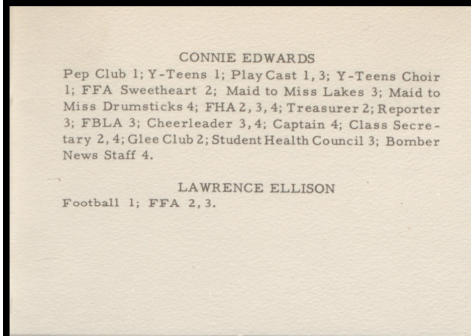 CONNIE EDWARDS
Pep Club 1; Y-Teens 1; Play Cast 1, 3; Y-Teens Choir
1; FFA Sweetheart 2; Maid to Miss Lakes 3; Maid to
Miss Drumsticks 4; FHA 2, 3, 4; Treasurer 2; Reporter
3; FBLA 3; Cheerleader 3, 4; Captain 4; Class Secre-
tary 2, 4; Glee Club 2; Student Health Council 3; Bomber
News Staff 4.
LAWRENCE ELLISON
Football 1; FFA 2, 3.